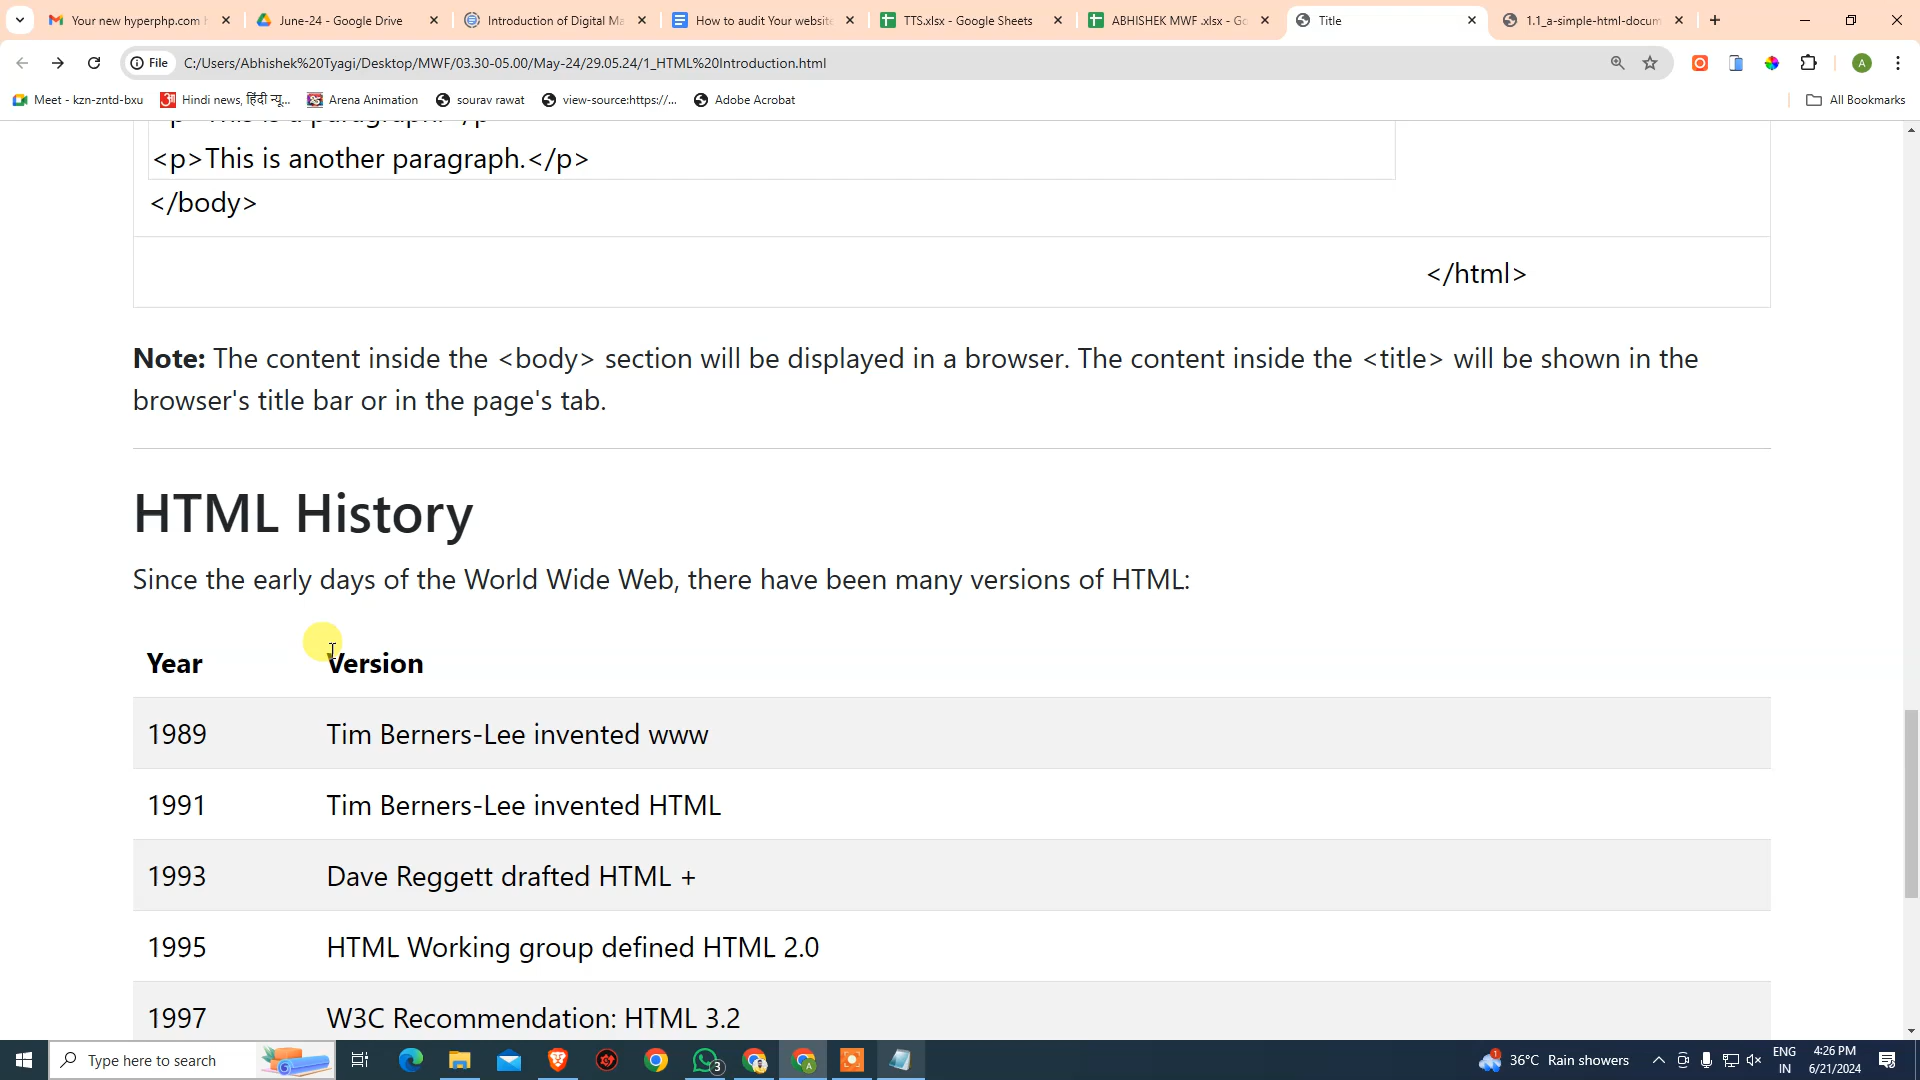 Your new hyperphp.com
June-24 - Google Drive
Introduction of Digital Ma
How to audit Your website
TTS.xlsx - Google Sheets
ABHISHEK MWF .xlsx - Go
Title
1.1_a-simple-html-docum
File
C:/Users/Abhishek%20Tyagi/Desktop/MWF/03.30-05.00/May-24/29.05.24/1_HTML%20Introduction.html
A
Meet - kzn-zntd-bxu
Hindi news, हिंदी न्यू...
Arena Animation
sourav rawat
view-source:https://...
Adobe Acrobat
All Bookmarks
<p>This is another paragraph.</p>
</body>
</html>
Note: The content inside the <body> section will be displayed in a browser. The content inside the <title> will be shown in the
browser's title bar or in the page's tab.
HTML History
Since the early days of the World Wide Web, there have been many versions of HTML:
Year Version
1989 Tim Berners-Lee invented www
1991 Tim Berners-Lee invented HTML
1993 Dave Reggett drafted HTML +
1995 HTML Working group defined HTML 2.0
1997 W3C Recommendation: HTML 3.2
Type here to search
3
36°C Rain showers
ENG
IN
4:26 PM
6/21/2024